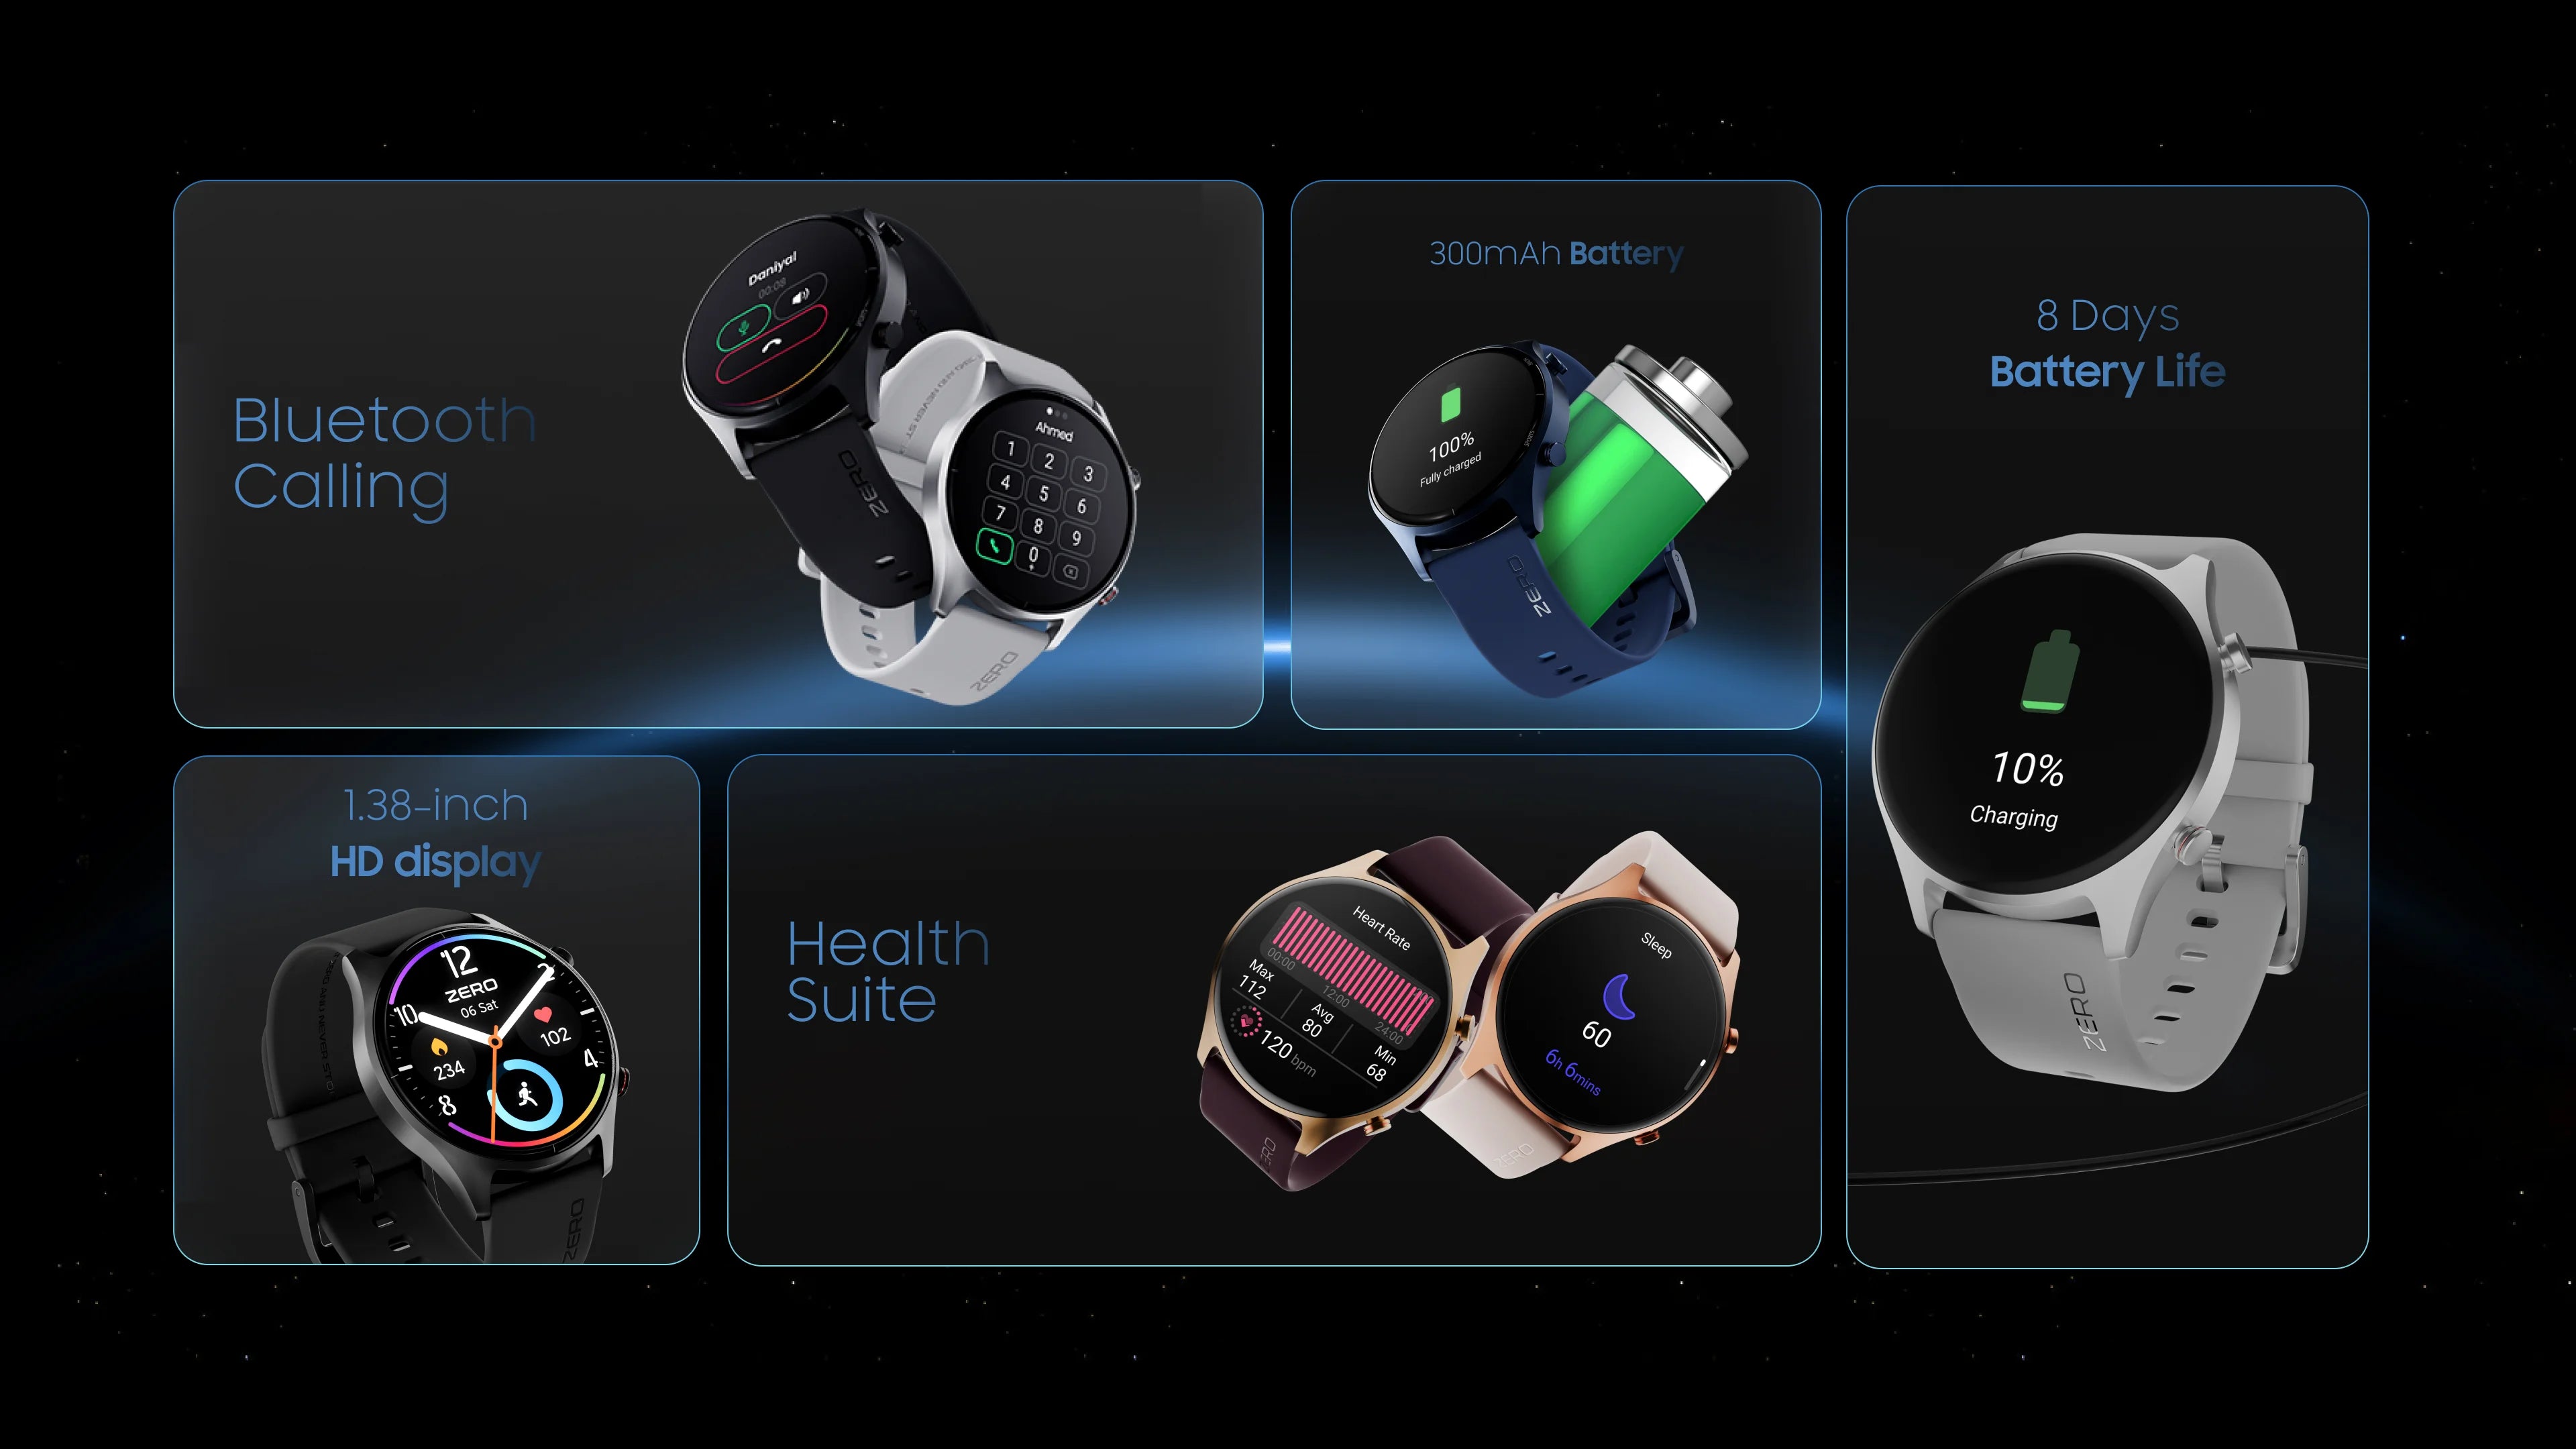 Bluetooth
Calling
Daniyal
00:08
ZERO
Ahmed
1 2 3
4 5 6
7 8 9
0
ZERO
300mAh Battery
100%
Fully charged
ZERO
8 Days
Battery Life
10%
Charging
ZERO
1.38-inch
HD display
12
2
ZERO
06 Sat
10
102
234
4
8
ZERO
Health
Suite
Heart Rate
00:00
12:00
24:00
Max
112
Avg
80
Min
68
120 bpm
Sleep
60
6h 6mins
ZERO